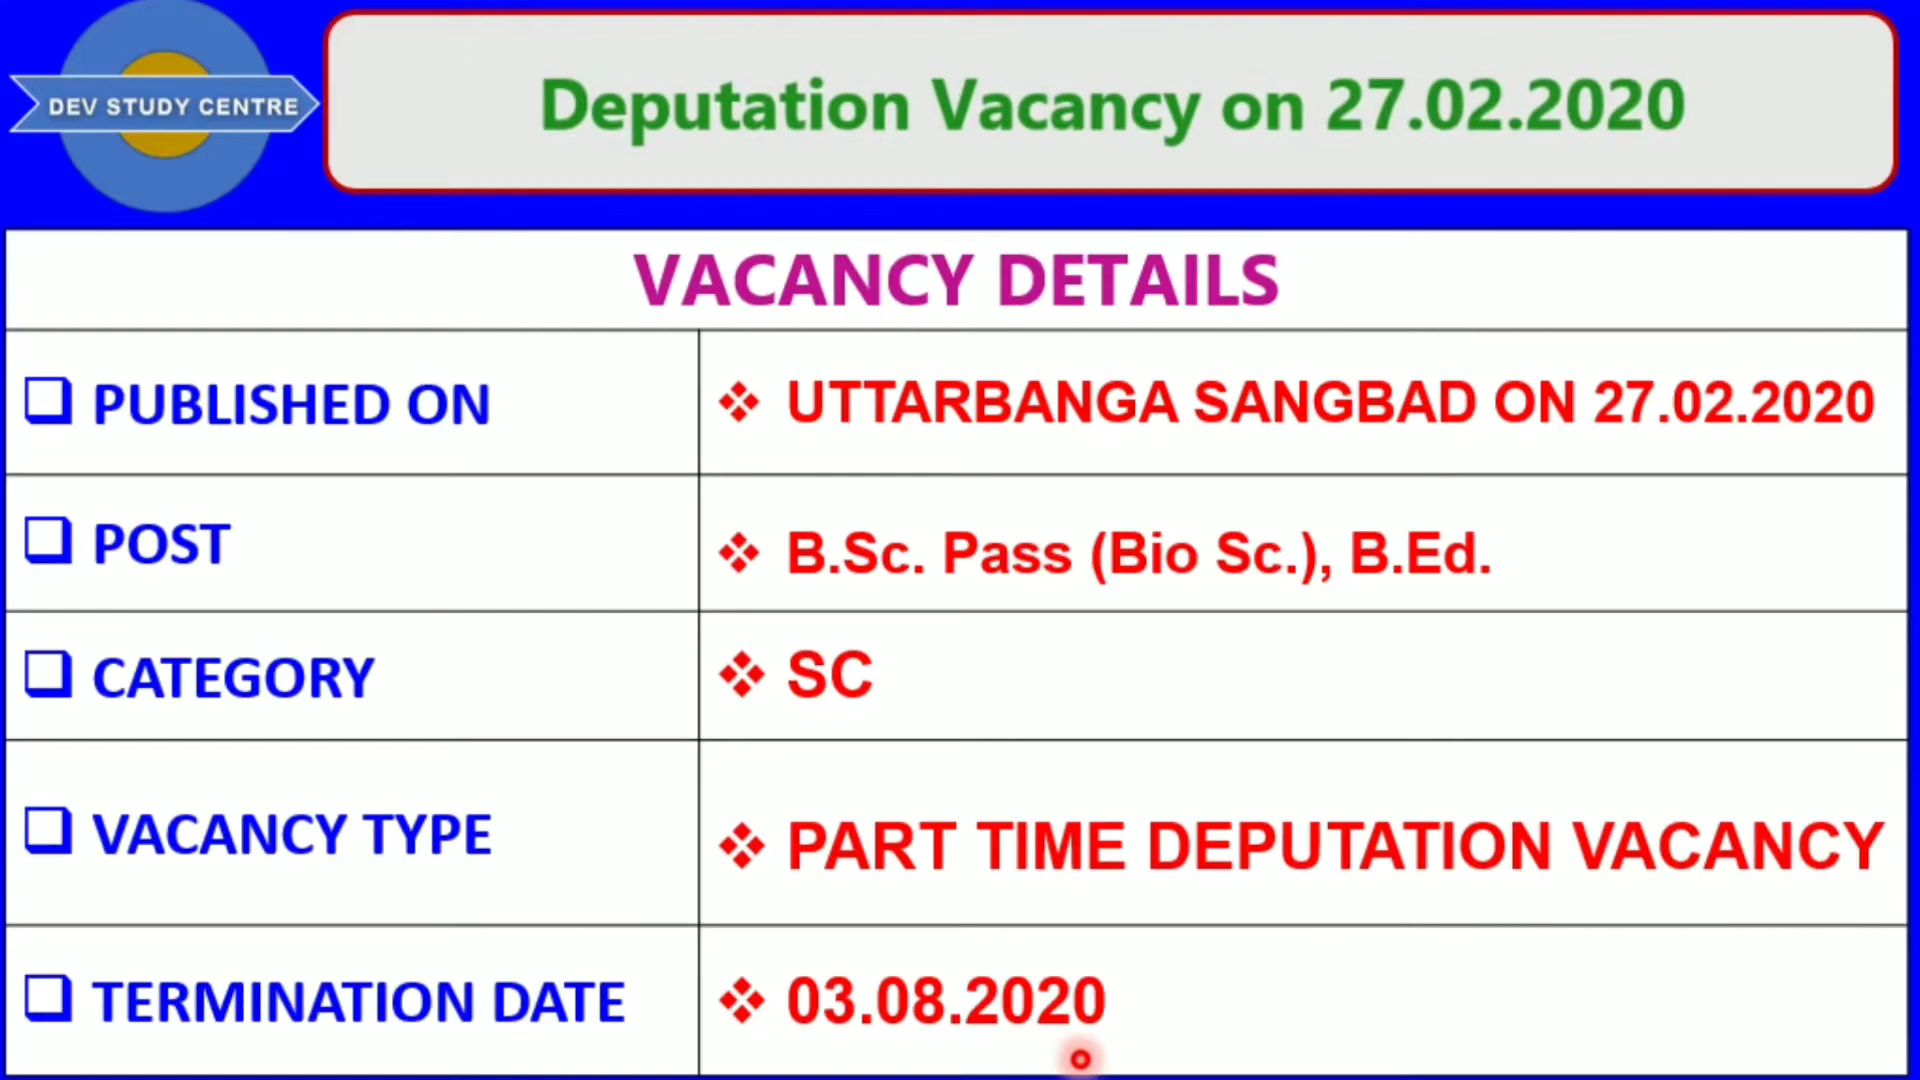 DEV STUDY CENTRE
Deputation Vacancy on 27.02.2020
VACANCY DETAILS
PUBLISHED ON
UTTARBANGA SANGBAD ON 27.02.2020
POST
B.Sc. Pass (Bio Sc.), B.Ed.
CATEGORY
SC
VACANCY TYPE
PART TIME DEPUTATION VACANCY
TERMINATION DATE
03.08.2020